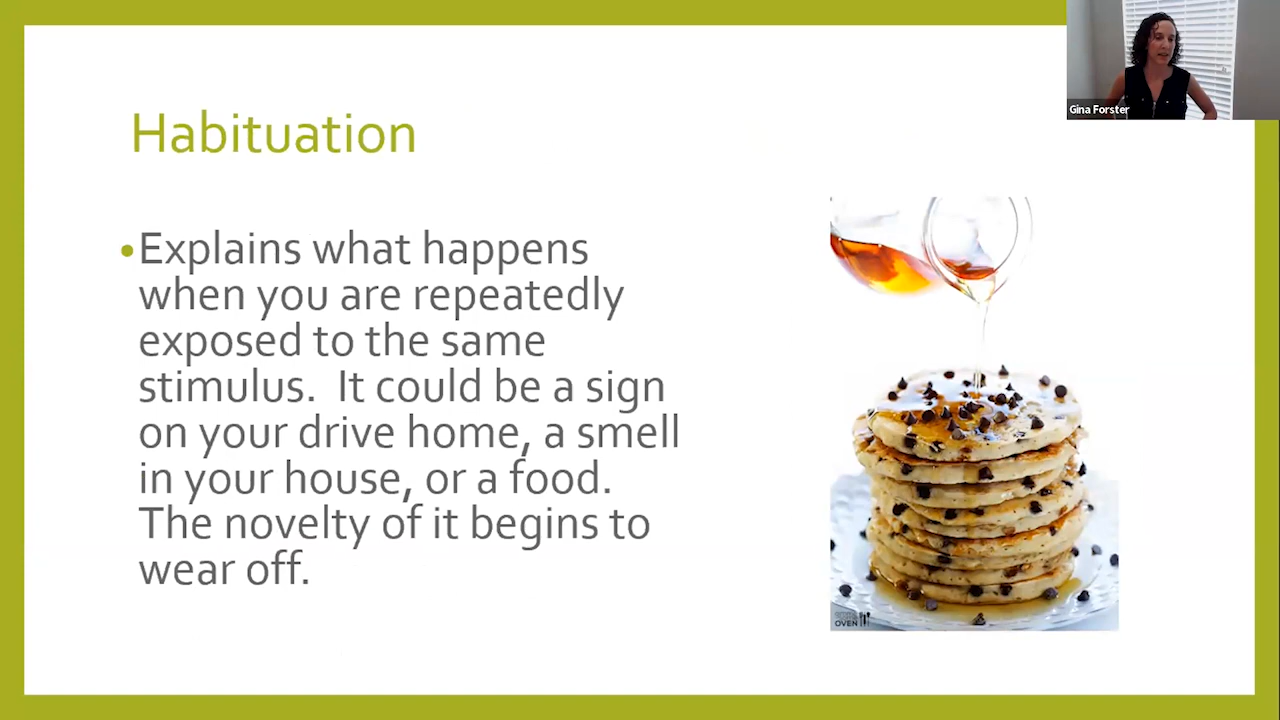 Gina Forster
Habituation
•Explains what happens
when you are repeatedly
exposed to the same
stimulus.  It could be a sign
on your drive home, a smell
in your house, or a food.
The novelty of it begins to
wear off.
OVEN